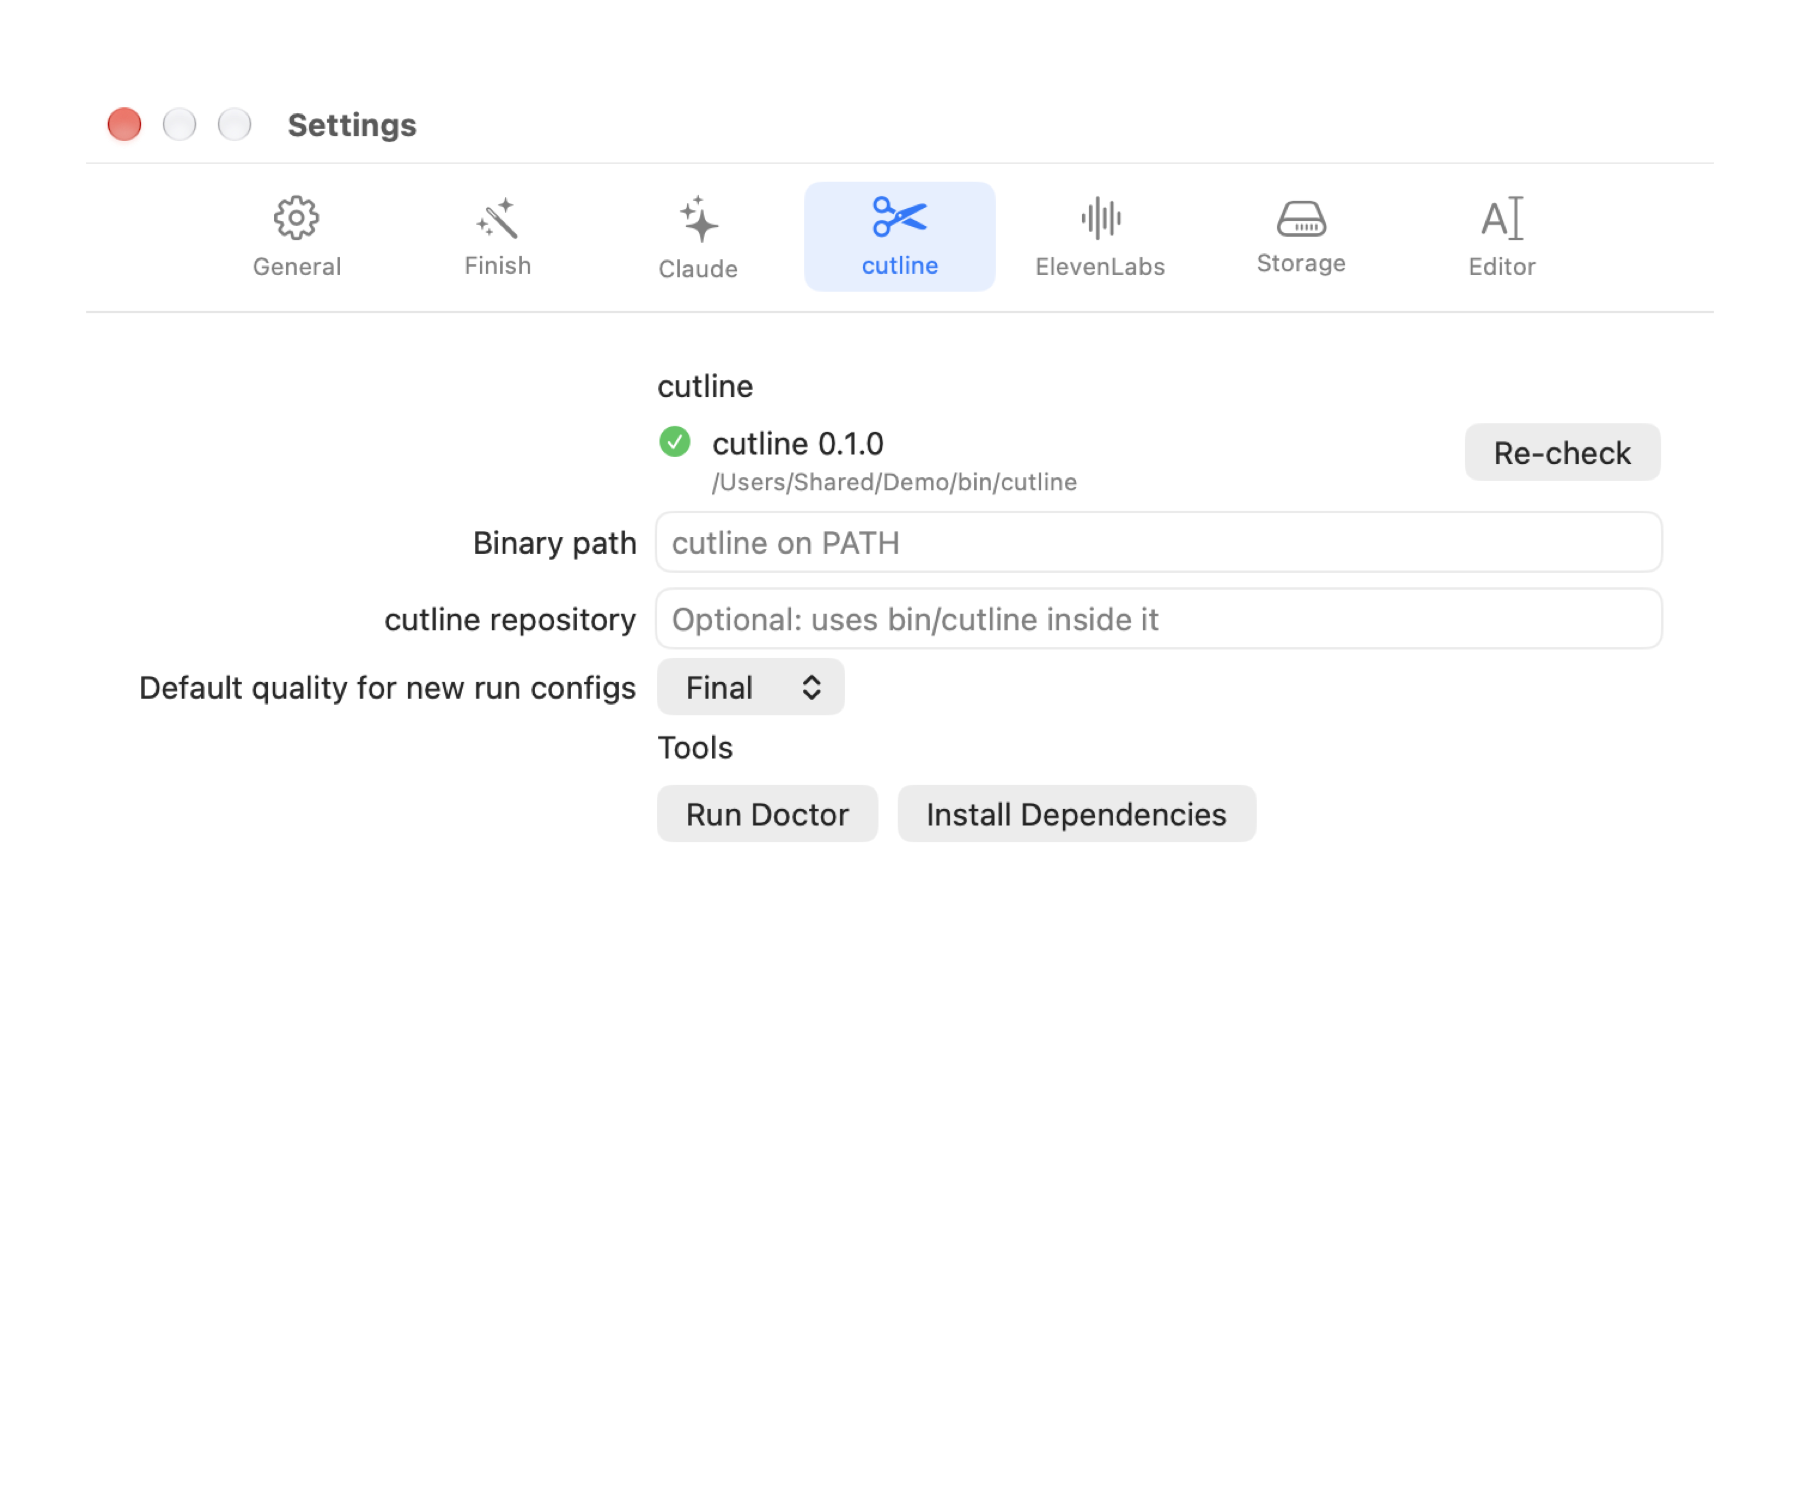 Settings
General
Finish
Claude
cutline
ElevenLabs
Storage
Editor
cutline
cutline 0.1.0
/Users/Shared/Demo/bin/cutline
Re-check
Binary path
cutline on PATH
cutline repository
Optional: uses bin/cutline inside it
Default quality for new run configs
Final
Tools
Run Doctor
Install Dependencies